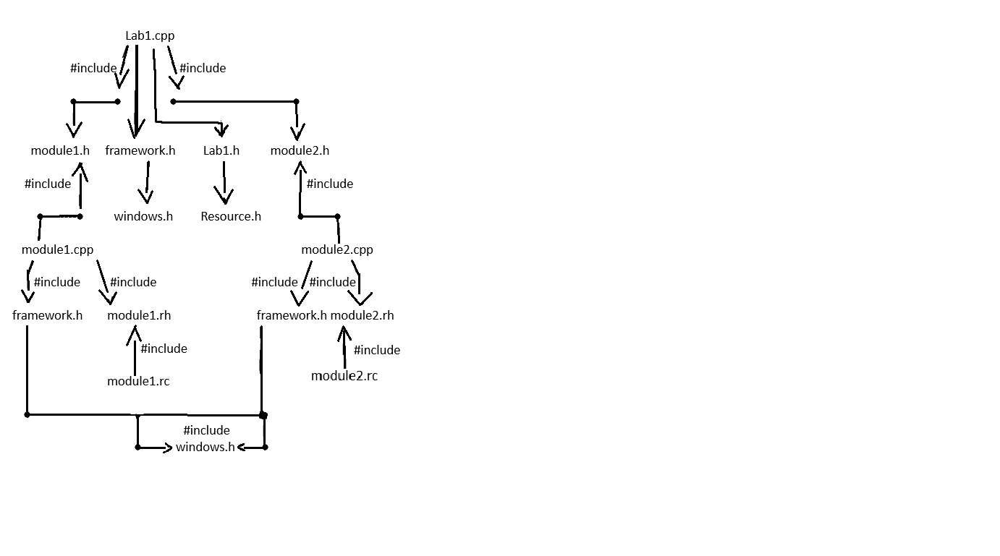 Lab1.cpp
#include #include
module1.h framework.h Lab1.h module2.h
#include #include
windows.h Resource.h
module1.cpp module2.cpp
#include #include #include #include
framework.h module1.rh framework.h module2.rh
#include #include
module1.rc module2.rc
#include
windows.h